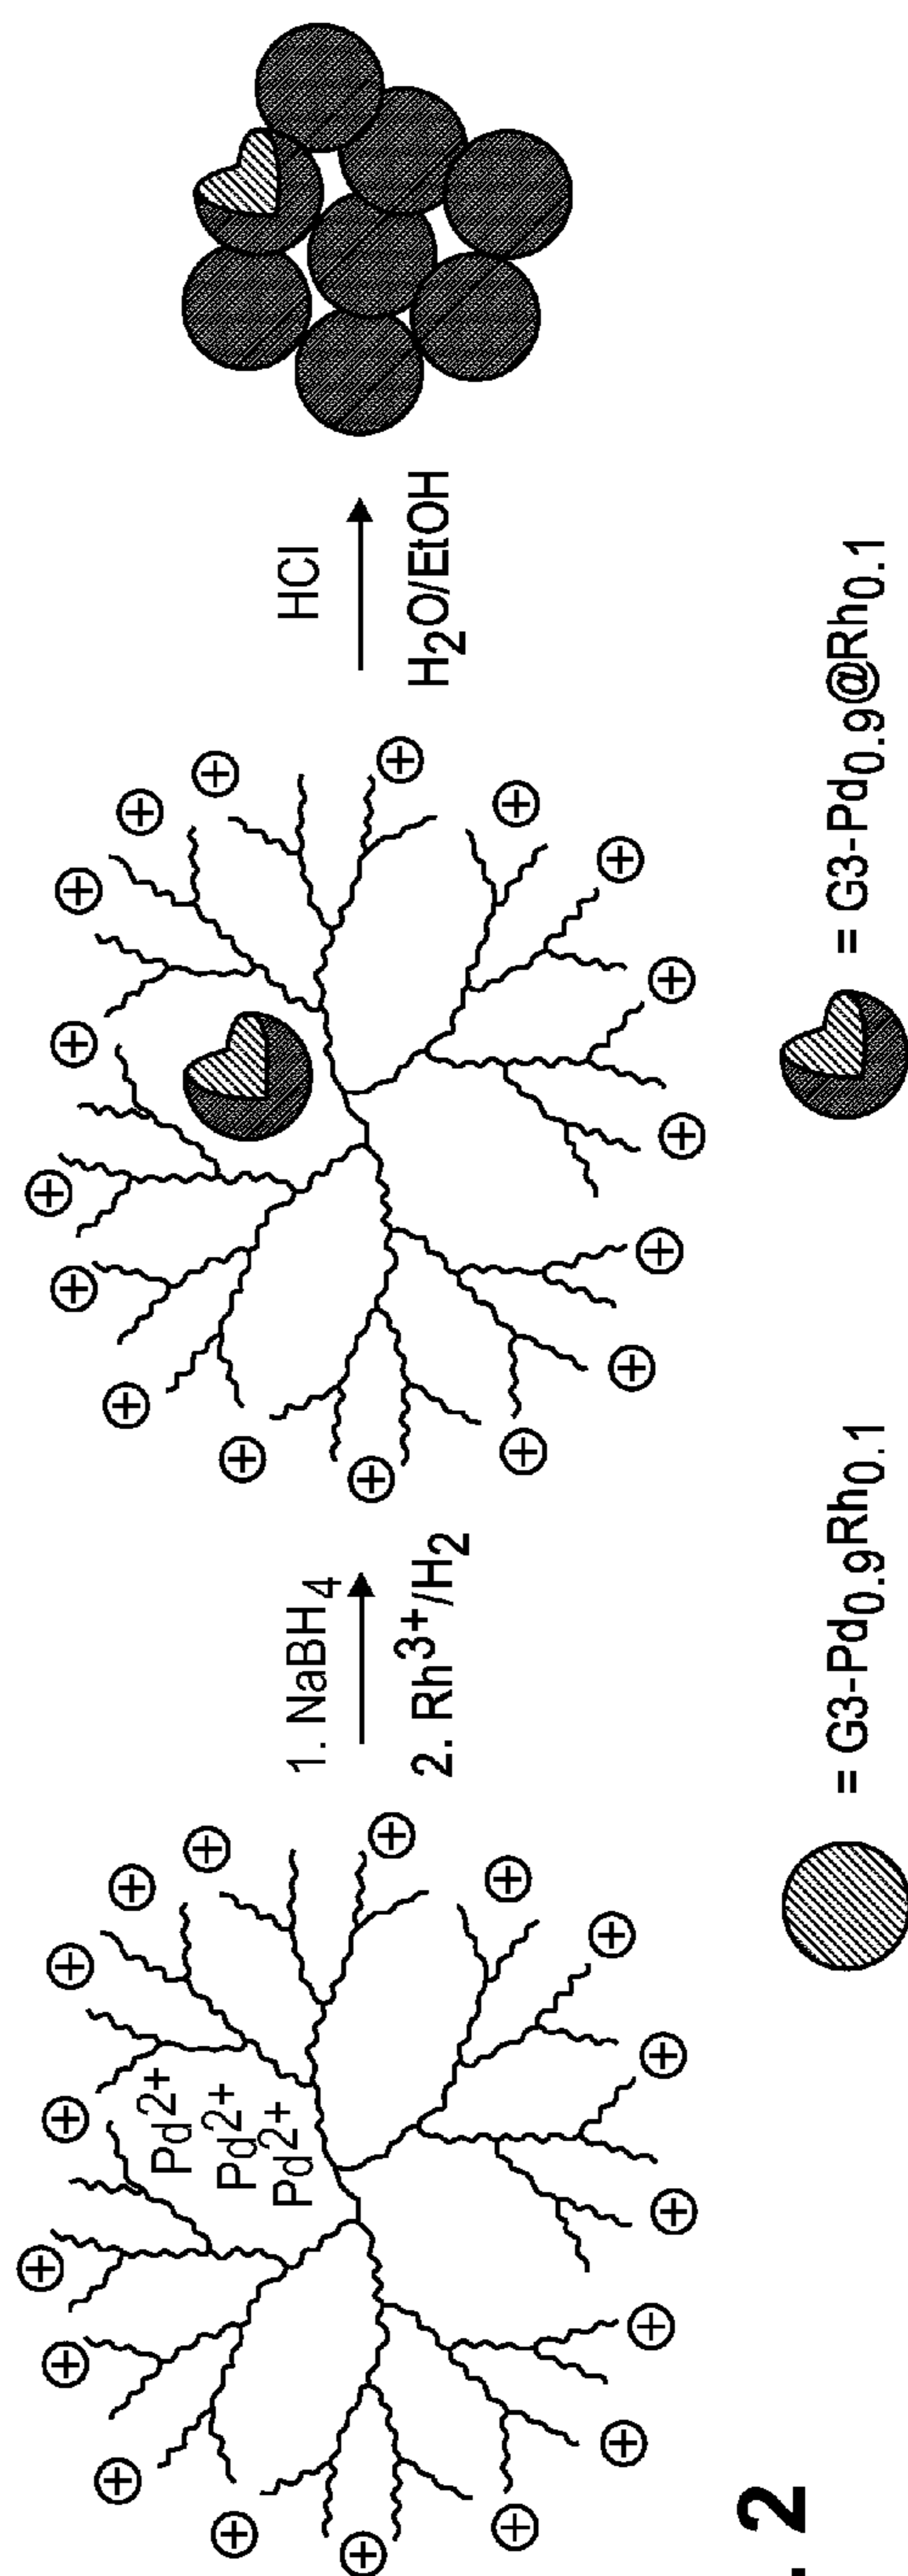 Pd2+
Pd2+
Pd2+
1. NaBH4
2. Rh3+/H2
HCl
H2O/EtOH
= G3-Pd0.9Rh0.1
= G3-Pd0.9@Rh0.1
. 2